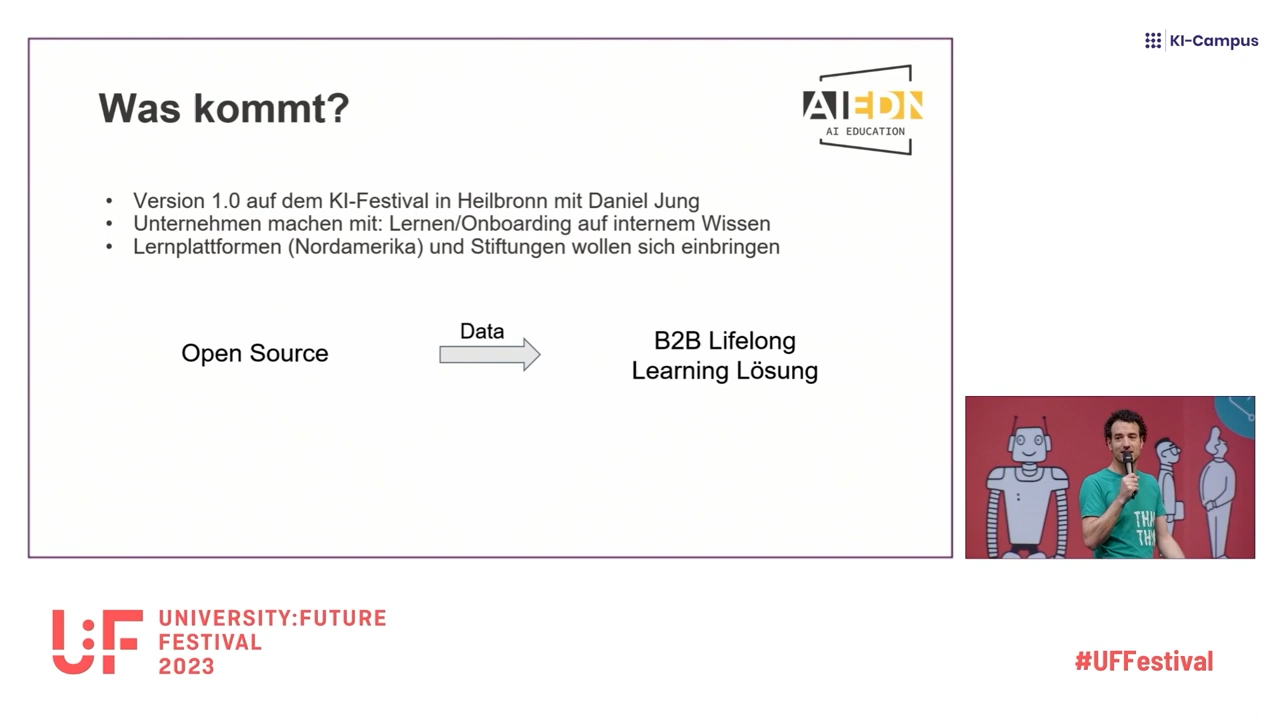 KI-Campus
Was kommt?
AIEDN
AI EDUCATION
• Version 1.0 auf dem KI-Festival in Heilbronn mit Daniel Jung
• Unternehmen machen mit: Lernen/Onboarding auf internem Wissen
• Lernplattformen (Nordamerika) und Stiftungen wollen sich einbringen
Open Source
Data
B2B Lifelong
Learning Lösung
U:F
UNIVERSITY:FUTURE
FESTIVAL
2023
#UFFestival